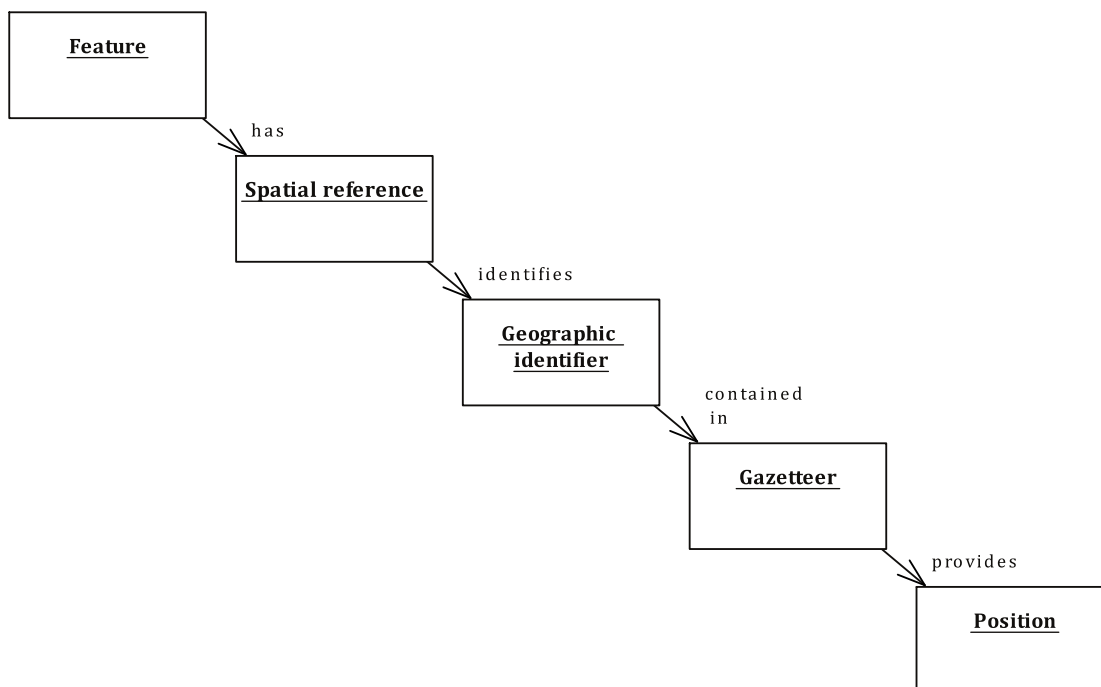 Feature
has
Spatial reference
identifies
Geographic
identifier
contained
in
Gazetteer
provides
Position